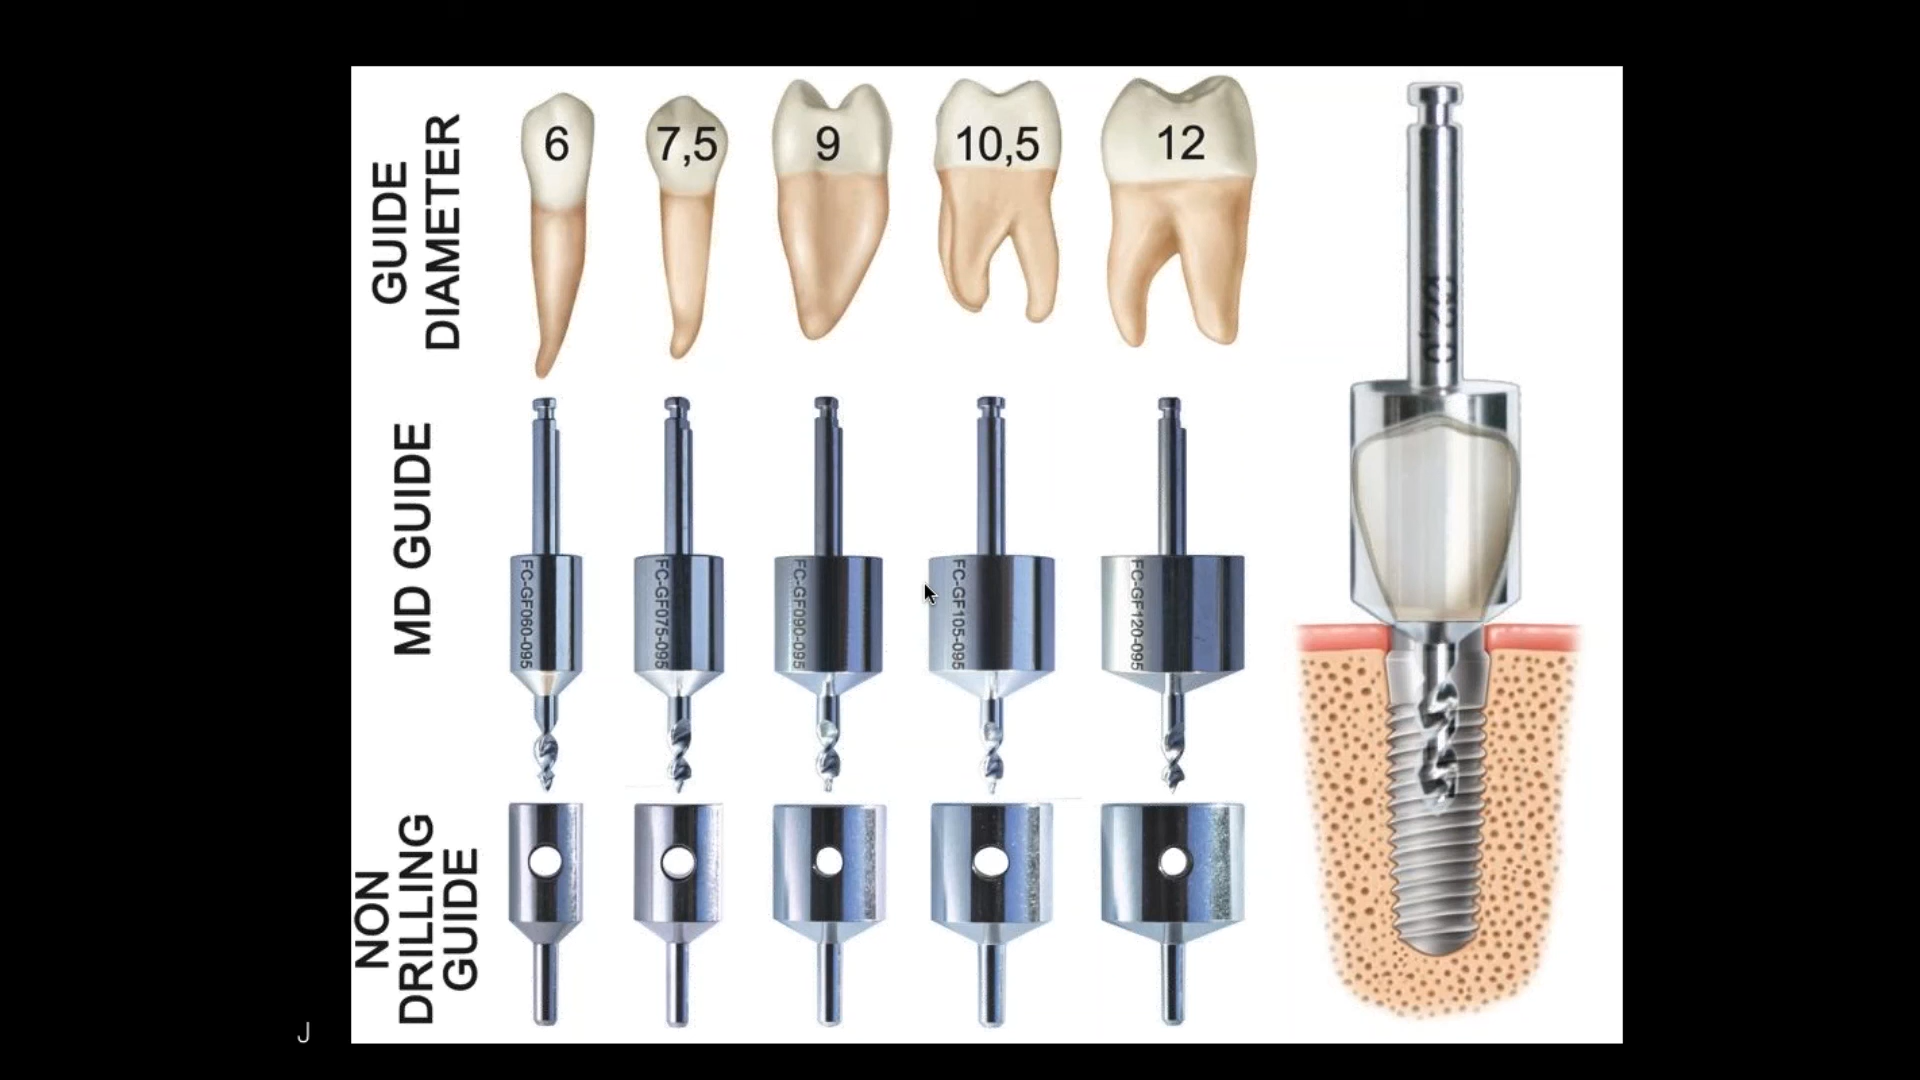 GUIDE
DIAMETER
6
7,5
9
10,5
12
MD GUIDE
FC-GF060-095
FC-GF075-095
FC-GF090-095
FC-GF105-095
FC-GF120-095
NON
DRILLING
GUIDE
J